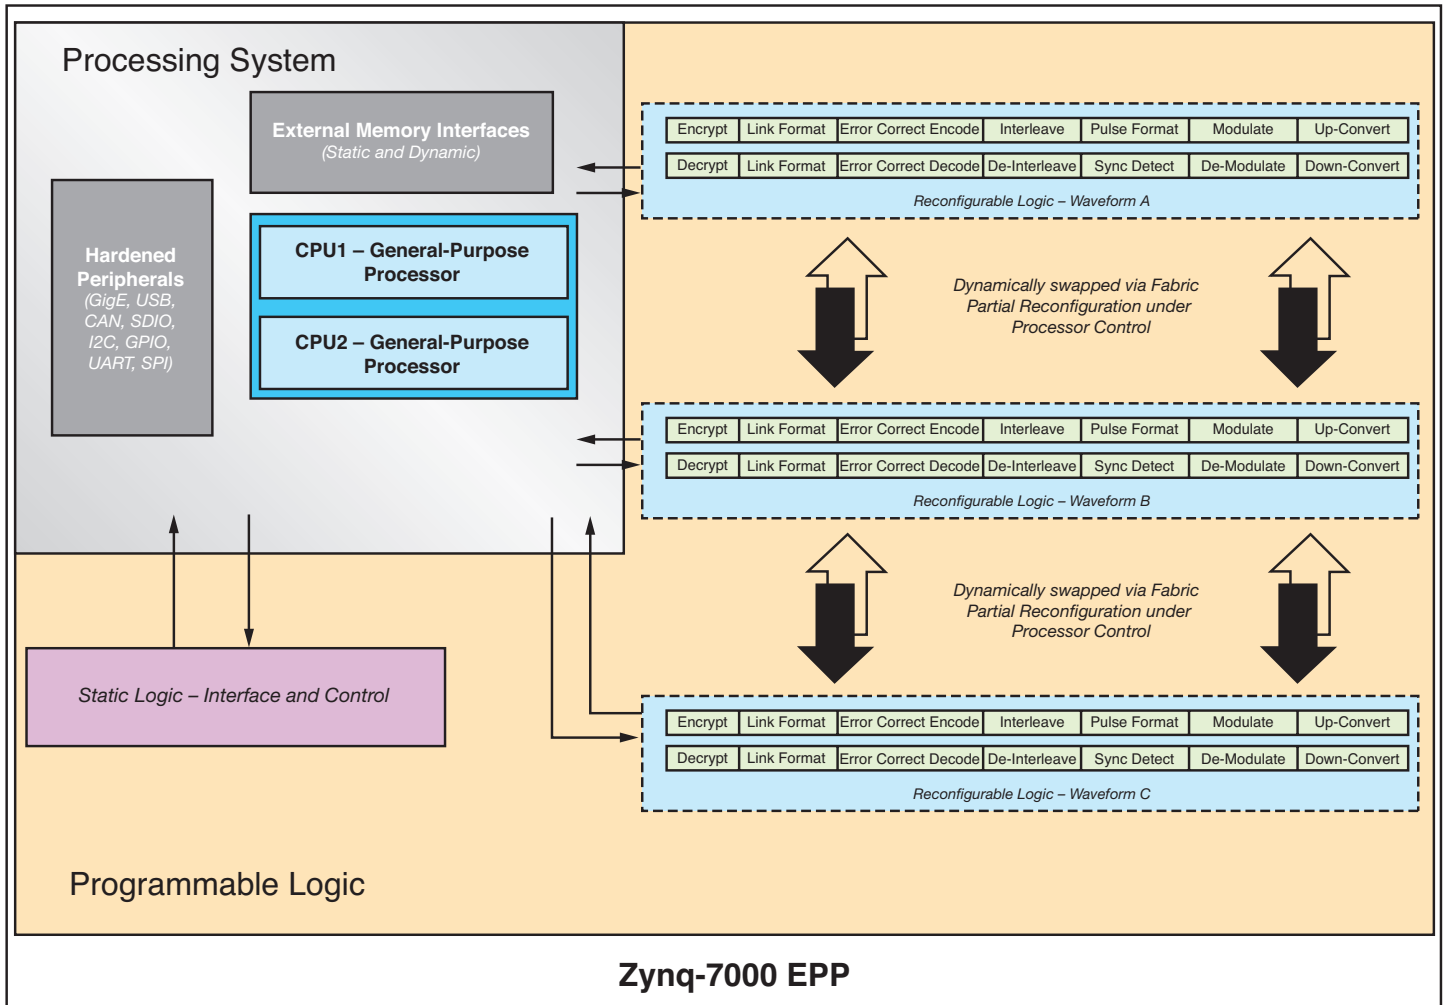 Processing System
External Memory Interfaces
(Static and Dynamic)
Hardened
Peripherals
(GigE, USB,
CAN, SDIO,
I2C, GPIO,
UART, SPI)
CPU1 – General-Purpose
Processor
CPU2 – General-Purpose
Processor
Encrypt Link Format Error Correct Encode Interleave Pulse Format Modulate Up-Convert
Decrypt Link Format Error Correct Decode De-Interleave Sync Detect De-Modulate Down-Convert
Reconfigurable Logic – Waveform A
Dynamically swapped via Fabric
Partial Reconfiguration under
Processor Control
Encrypt Link Format Error Correct Encode Interleave Pulse Format Modulate Up-Convert
Decrypt Link Format Error Correct Decode De-Interleave Sync Detect De-Modulate Down-Convert
Reconfigurable Logic – Waveform B
Dynamically swapped via Fabric
Partial Reconfiguration under
Processor Control
Static Logic – Interface and Control
Encrypt Link Format Error Correct Encode Interleave Pulse Format Modulate Up-Convert
Decrypt Link Format Error Correct Decode De-Interleave Sync Detect De-Modulate Down-Convert
Reconfigurable Logic – Waveform C
Programmable Logic
Zynq-7000 EPP